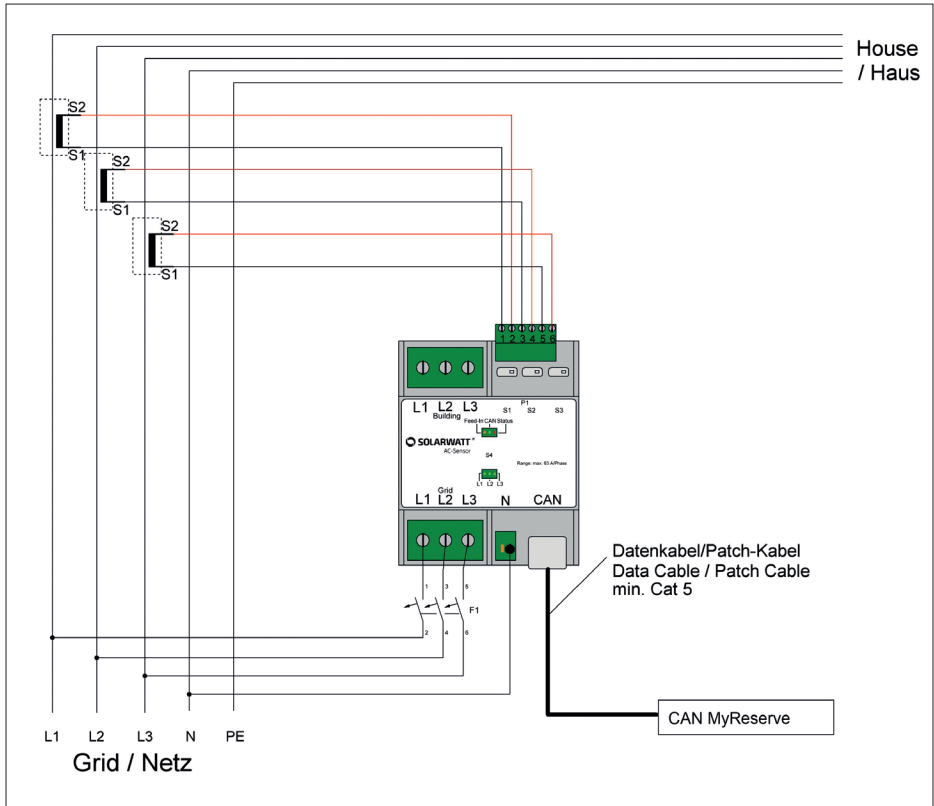 House
/ Haus
S2
S1
S2
S1
S2
S1
1 2 3 4 5 6
L1 L2 L3
Building
P1
S1 S2 S3
Feed-In CAN Status
SOLARWATT®
AC-Sensor
S4
Range: max. 63 A/Phase
L1 L2 L3
Grid
L1 L2 L3 N CAN
1 3 5
F1
2 4 6
Datenkabel/Patch-Kabel
Data Cable / Patch Cable
min. Cat 5
CAN MyReserve
L1 L2 L3 N PE
Grid / Netz